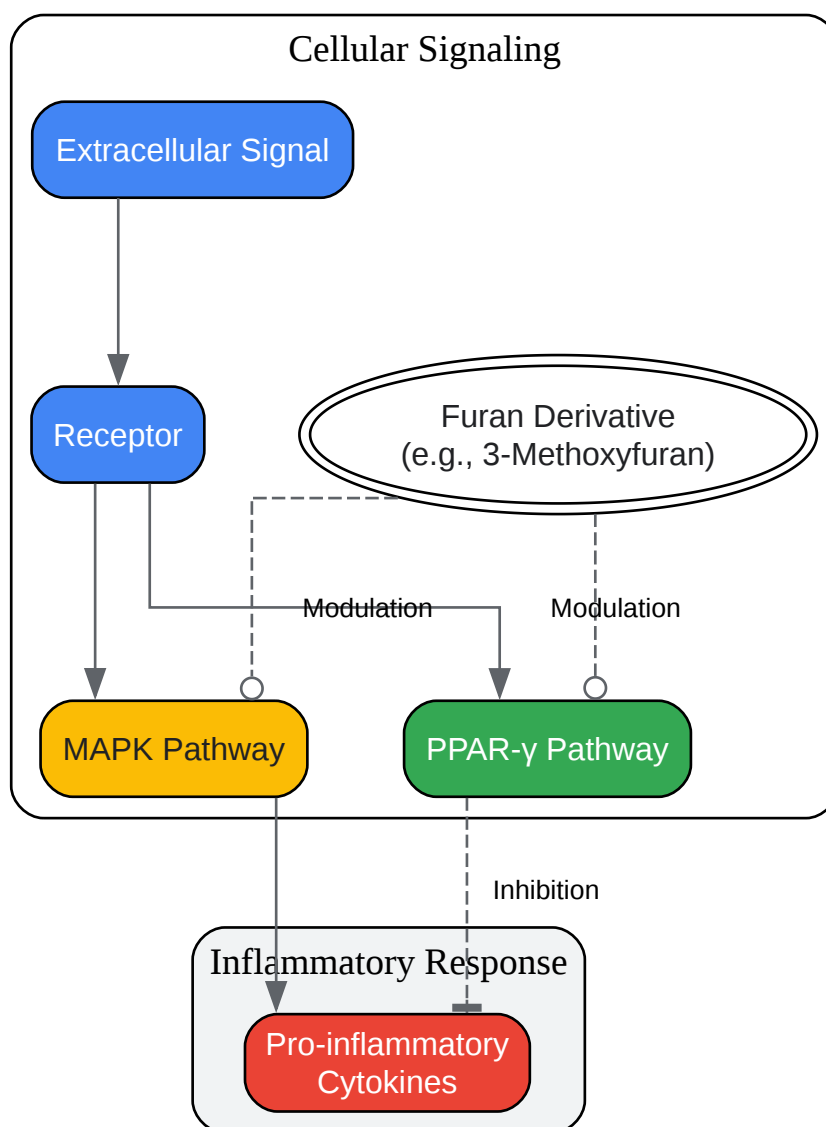 Cellular Signaling
Extracellular Signal
Receptor
Furan Derivative
(e.g., 3-Methoxyfuran)
Modulation
Modulation
MAPK Pathway
PPAR-γ Pathway
Inhibition
Inflammatory Response
Pro-inflammatory
Cytokines